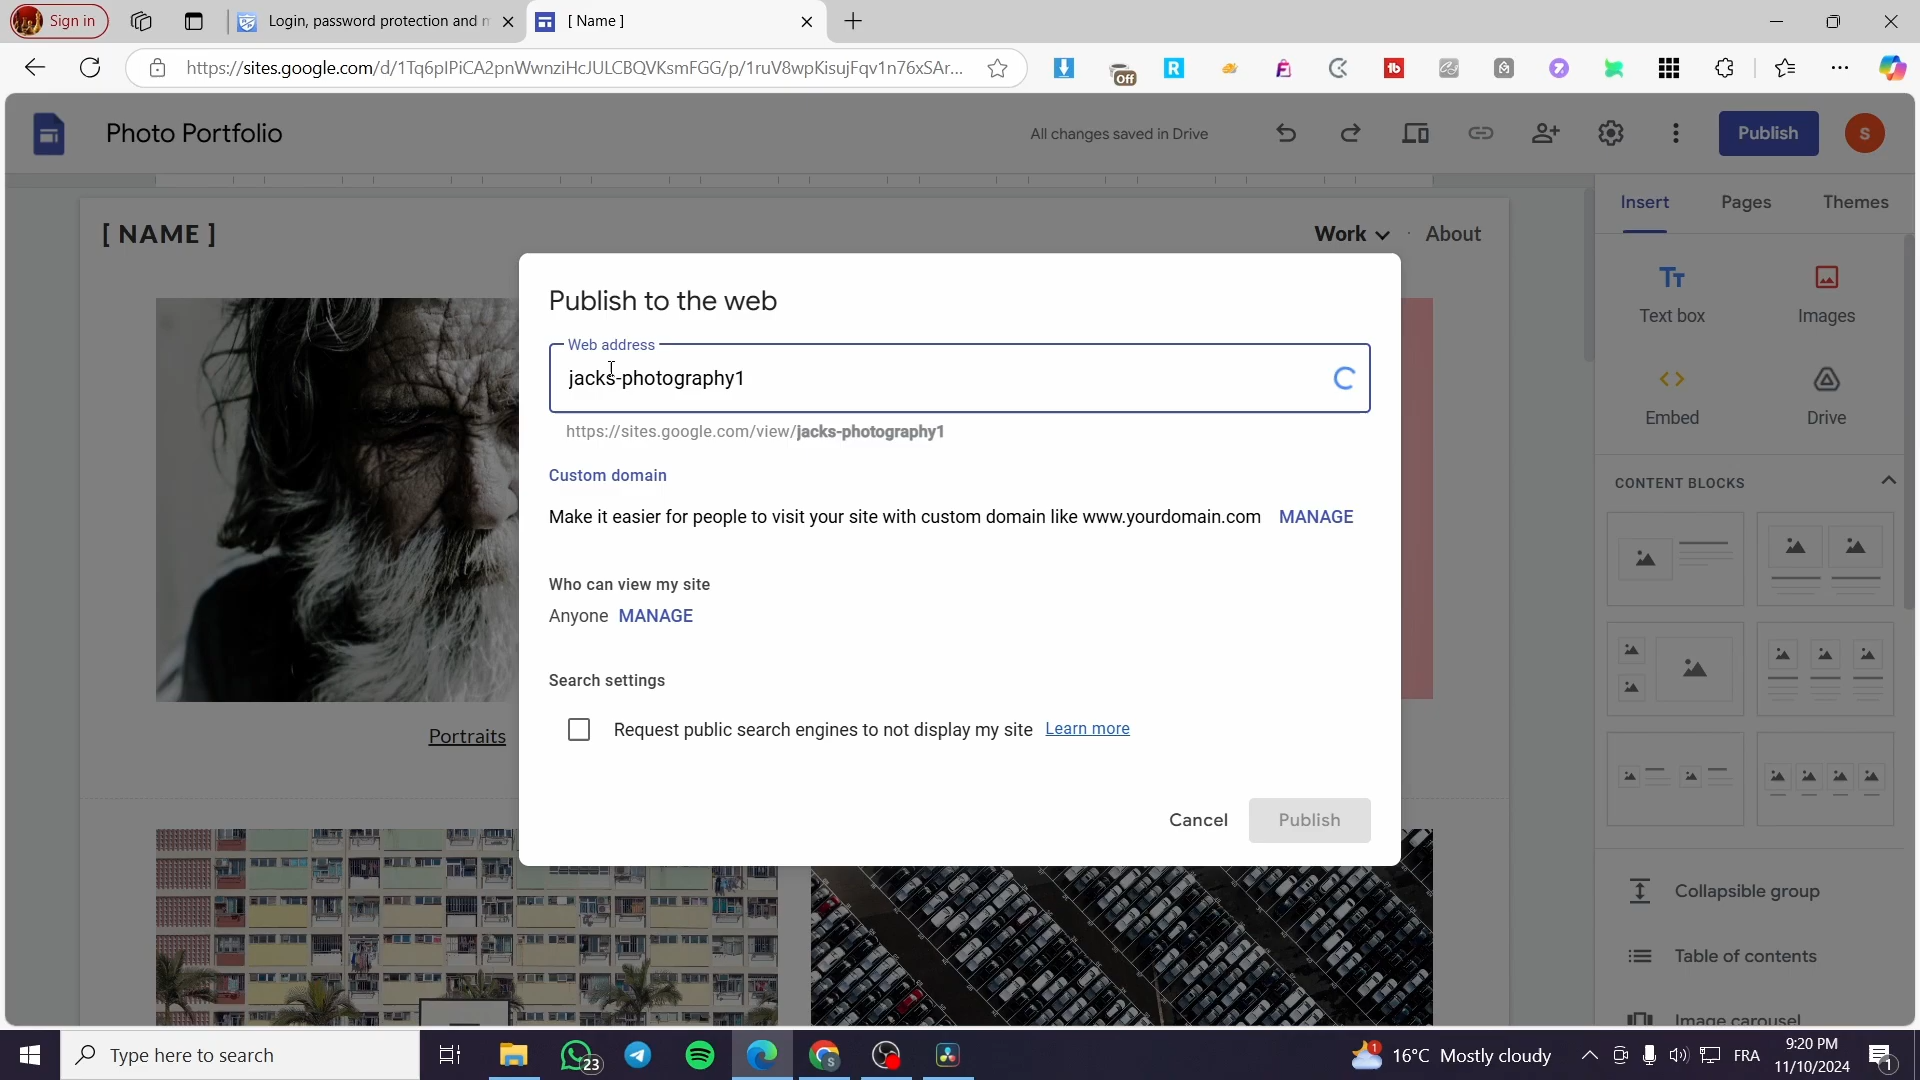 Sign in
Login, password protection and m
[ Name ]
https://sites.google.com/d/1Tq6pIPiCA2pnWwnziHcJULCBQVKsmFGG/p/1ruV8wpKisujFqv1n76xSAr...
Off
R
Photo Portfolio
All changes saved in Drive
Publish
S
Insert
Pages
Themes
[ NAME ]
Work
About
Publish to the web
Web address
jacks-photography1
https://sites.google.com/view/jacks-photography1
Custom domain
Make it easier for people to visit your site with custom domain like www.yourdomain.com MANAGE
Who can view my site
Anyone MANAGE
Search settings
Request public search engines to not display my site Learn more
Cancel
Publish
Portraits
Tт
Text box
Images
Embed
Drive
CONTENT BLOCKS
Collapsible group
Table of contents
Image carousel
Type here to search
23
1
16°C Mostly cloudy
FRA
9:20 PM
11/10/2024
1